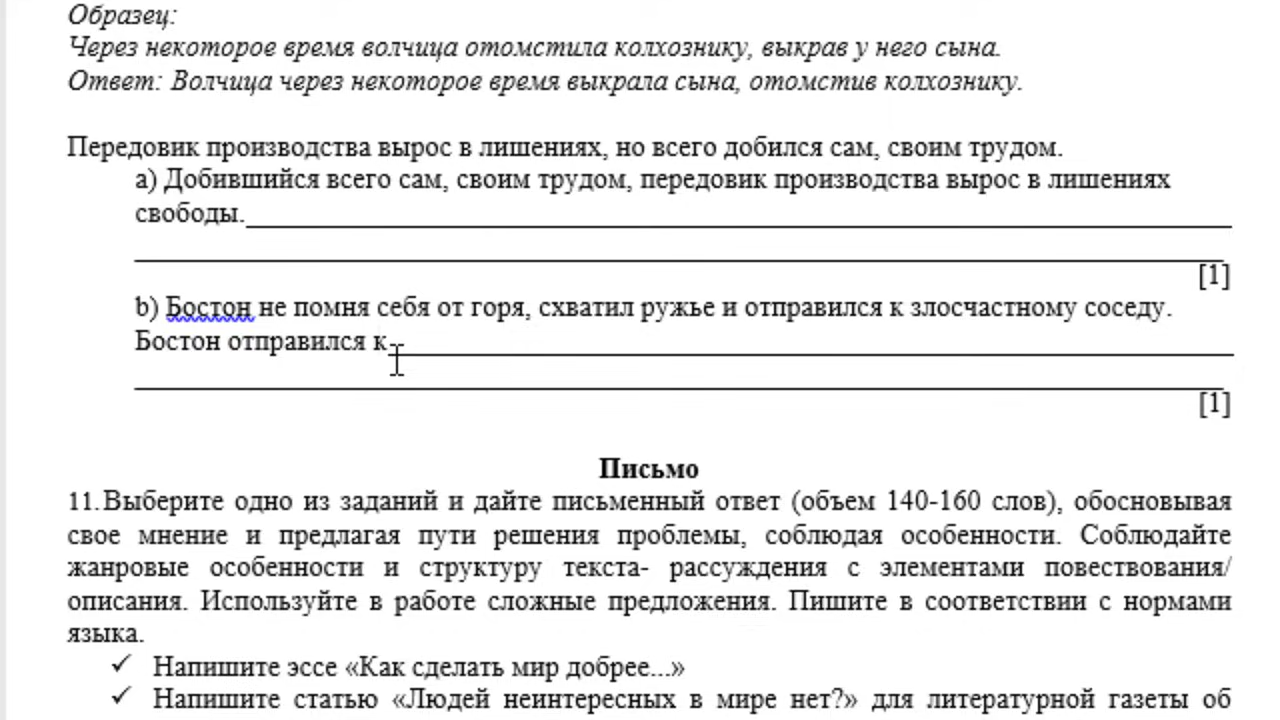 Образец:
Через некоторое время волчица отомстила колхознику, выкрав у него сына.
Ответ: Волчица через некоторое время выкрала сына, отомстив колхознику.
Передовик производства вырос в лишениях, но всего добился сам, своим трудом.
a) Добившийся всего сам, своим трудом, передовик производства вырос в лишениях
свободы.
[1]
b) Бостон не помня себя от горя, схватил ружье и отправился к злосчастному соседу.
Бостон отправился к
[1]
Письмо
11.Выберите одно из заданий и дайте письменный ответ (объем 140-160 слов), обосновывая
свое мнение и предлагая пути решения проблемы, соблюдая особенности. Соблюдайте
жанровые особенности и структуру текста- рассуждения с элементами повествования/
описания. Используйте в работе сложные предложения. Пишите в соответствии с нормами
языка.
✓ Напишите эссе «Как сделать мир добрее...»
✓ Напишите статью «Людей неинтересных в мире нет?» для литературной газеты об